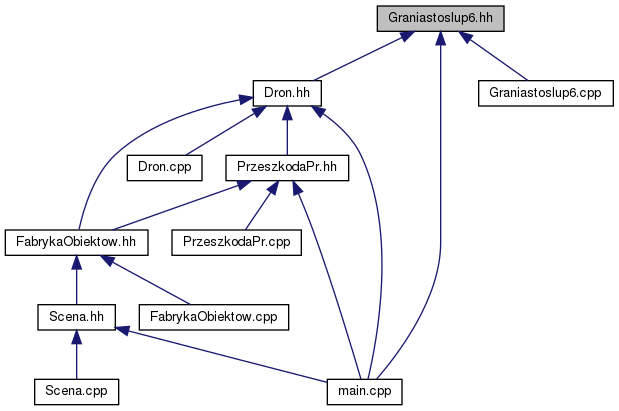 Graniastoslup6.hh
Dron.hh
Graniastoslup6.cpp
Dron.cpp
PrzeszkodaPr.hh
FabrykaObiektow.hh
PrzeszkodaPr.cpp
Scena.hh
FabrykaObiektow.cpp
Scena.cpp
main.cpp